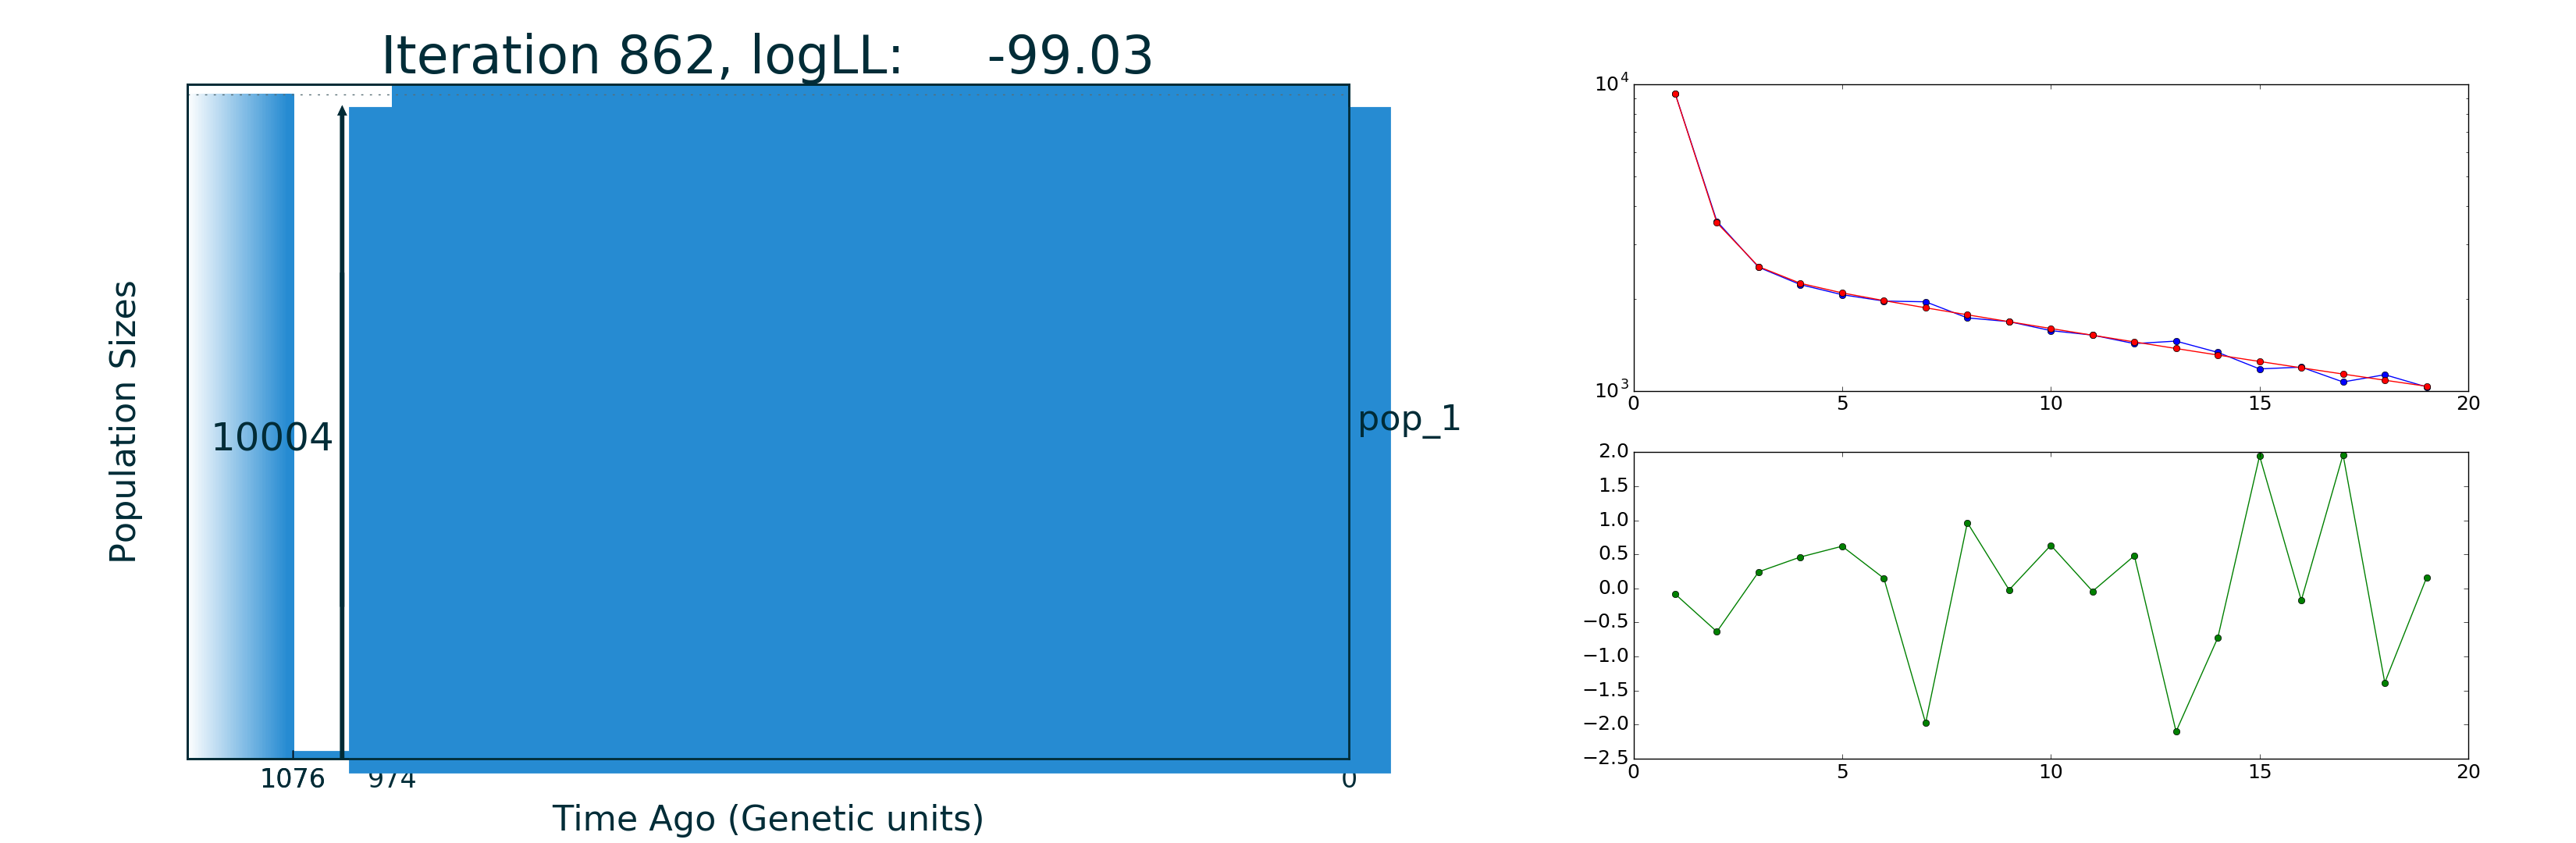 Iteration 862, logLL: -99.03
Population Sizes
10004
pop_1
1076 974 0
Time Ago (Genetic units)
10^4
10^3
0 5 10 15 20
2.0
1.5
1.0
0.5
0.0
−0.5
−1.0
−1.5
−2.0
−2.5
0 5 10 15 20